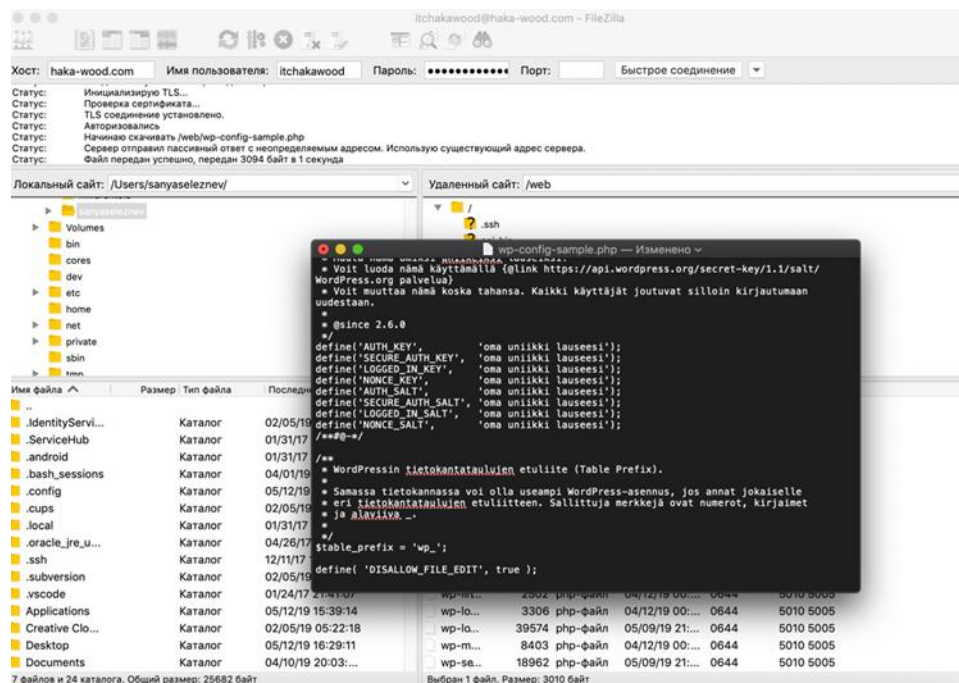 itchakawood@haka-wood.com - FileZilla
Хост: haka-wood.com Имя пользователя: itchakawood Пароль: •••••••••••• Порт: Быстрое соединение
Статус: Инициализирую TLS...
Статус: Проверка сертификата...
Статус: TLS соединение установлено.
Статус: Авторизовались
Статус: Начинаю скачивать /web/wp-config-sample.php
Статус: Сервер отправил пассивный ответ с неопределяемым адресом. Использую существующий адрес сервера.
Статус: Файл передан успешно, передан 3094 байт в 1 секунда
Локальный сайт: /Users/sanyaseleznev/
Удаленный сайт: /web
sanyaseleznev
Volumes
bin
cores
dev
etc
home
net
private
sbin
tmp
/
.ssh
wp-config-sample.php — Изменено
* Voit luoda nämä käyttämällä {@link https://api.wordpress.org/secret-key/1.1/salt/
WordPress.org palvelua}
* Voit muuttaa nämä koska tahansa. Kaikki käyttäjät joutuvat silloin kirjautumaan
uudestaan.
*
* @since 2.6.0
*/
define('AUTH_KEY', 'oma uniikki lauseesi');
define('SECURE_AUTH_KEY', 'oma uniikki lauseesi');
define('LOGGED_IN_KEY', 'oma uniikki lauseesi');
define('NONCE_KEY', 'oma uniikki lauseesi');
define('AUTH_SALT', 'oma uniikki lauseesi');
define('SECURE_AUTH_SALT', 'oma uniikki lauseesi');
define('LOGGED_IN_SALT', 'oma uniikki lauseesi');
define('NONCE_SALT', 'oma uniikki lauseesi');
/**#@-*/
/**
* WordPressin tietokantataulujen etuliite (Table Prefix).
*
* Samassa tietokannassa voi olla useampi WordPress-asennus, jos annat jokaiselle
* eri tietokantataulujen etuliitteen. Sallittuja merkkejä ovat numerot, kirjaimet
* ja alaviiva _.
*
*/
$table_prefix = 'wp_';
define( 'DISALLOW_FILE_EDIT', true );
Имя файла Размер Тип файла
..
.IdentityServi... Каталог 02/05/19
.ServiceHub Каталог 01/31/17
.android Каталог 01/31/17
.bash_sessions Каталог 04/01/19
.config Каталог 05/12/19
.cups Каталог 02/05/19
.local Каталог 01/31/17
.oracle_jre_u... Каталог 04/26/17
.ssh Каталог 12/11/17
.subversion Каталог 02/05/19
.vscode Каталог 01/24/17 21:41:07
Applications Каталог 05/12/19 15:39:14
Creative Clo... Каталог 02/05/19 05:22:18
Desktop Каталог 05/12/19 16:29:11
Documents Каталог 04/10/19 20:03:...
7 файлов и 24 каталога. Общий размер: 25682 байт
2502 php-файл 04/12/19 00:... 0644 5010 5005
wp-lo... 3306 php-файл 04/12/19 00:... 0644 5010 5005
wp-lo... 39574 php-файл 05/09/19 21:... 0644 5010 5005
wp-m... 8403 php-файл 04/12/19 00:... 0644 5010 5005
wp-se... 18962 php-файл 05/09/19 21:... 0644 5010 5005
Выбран 1 файл. Размер: 3010 байт